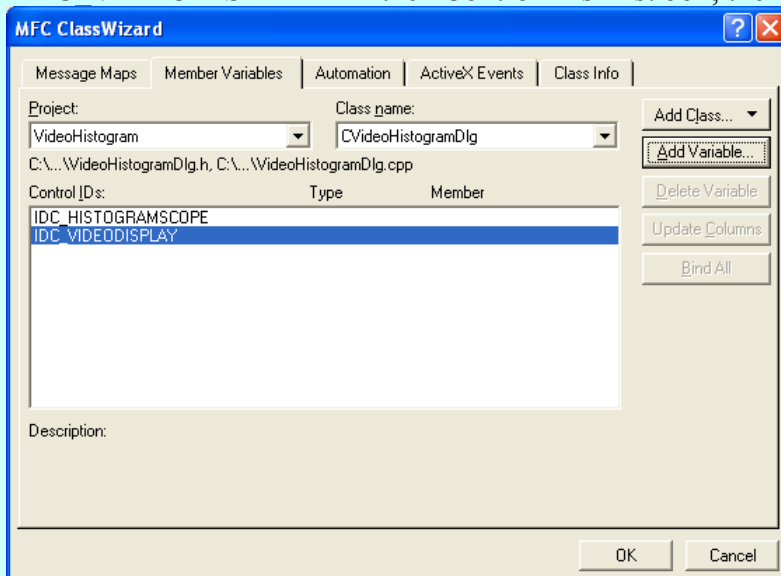 MFC ClassWizard
Message Maps Member Variables Automation ActiveX Events Class Info
Project: Class name:
VideoHistogram CVideoHistogramDlg Add Class...
C:\...\VideoHistogramDlg.h, C:\...\VideoHistogramDlg.cpp Add Variable...
Control IDs: Type Member Delete Variable
IDC_HISTOGRAMSCOPE
IDC_VIDEODISPLAY Update Columns
Bind All
Description:
OK Cancel